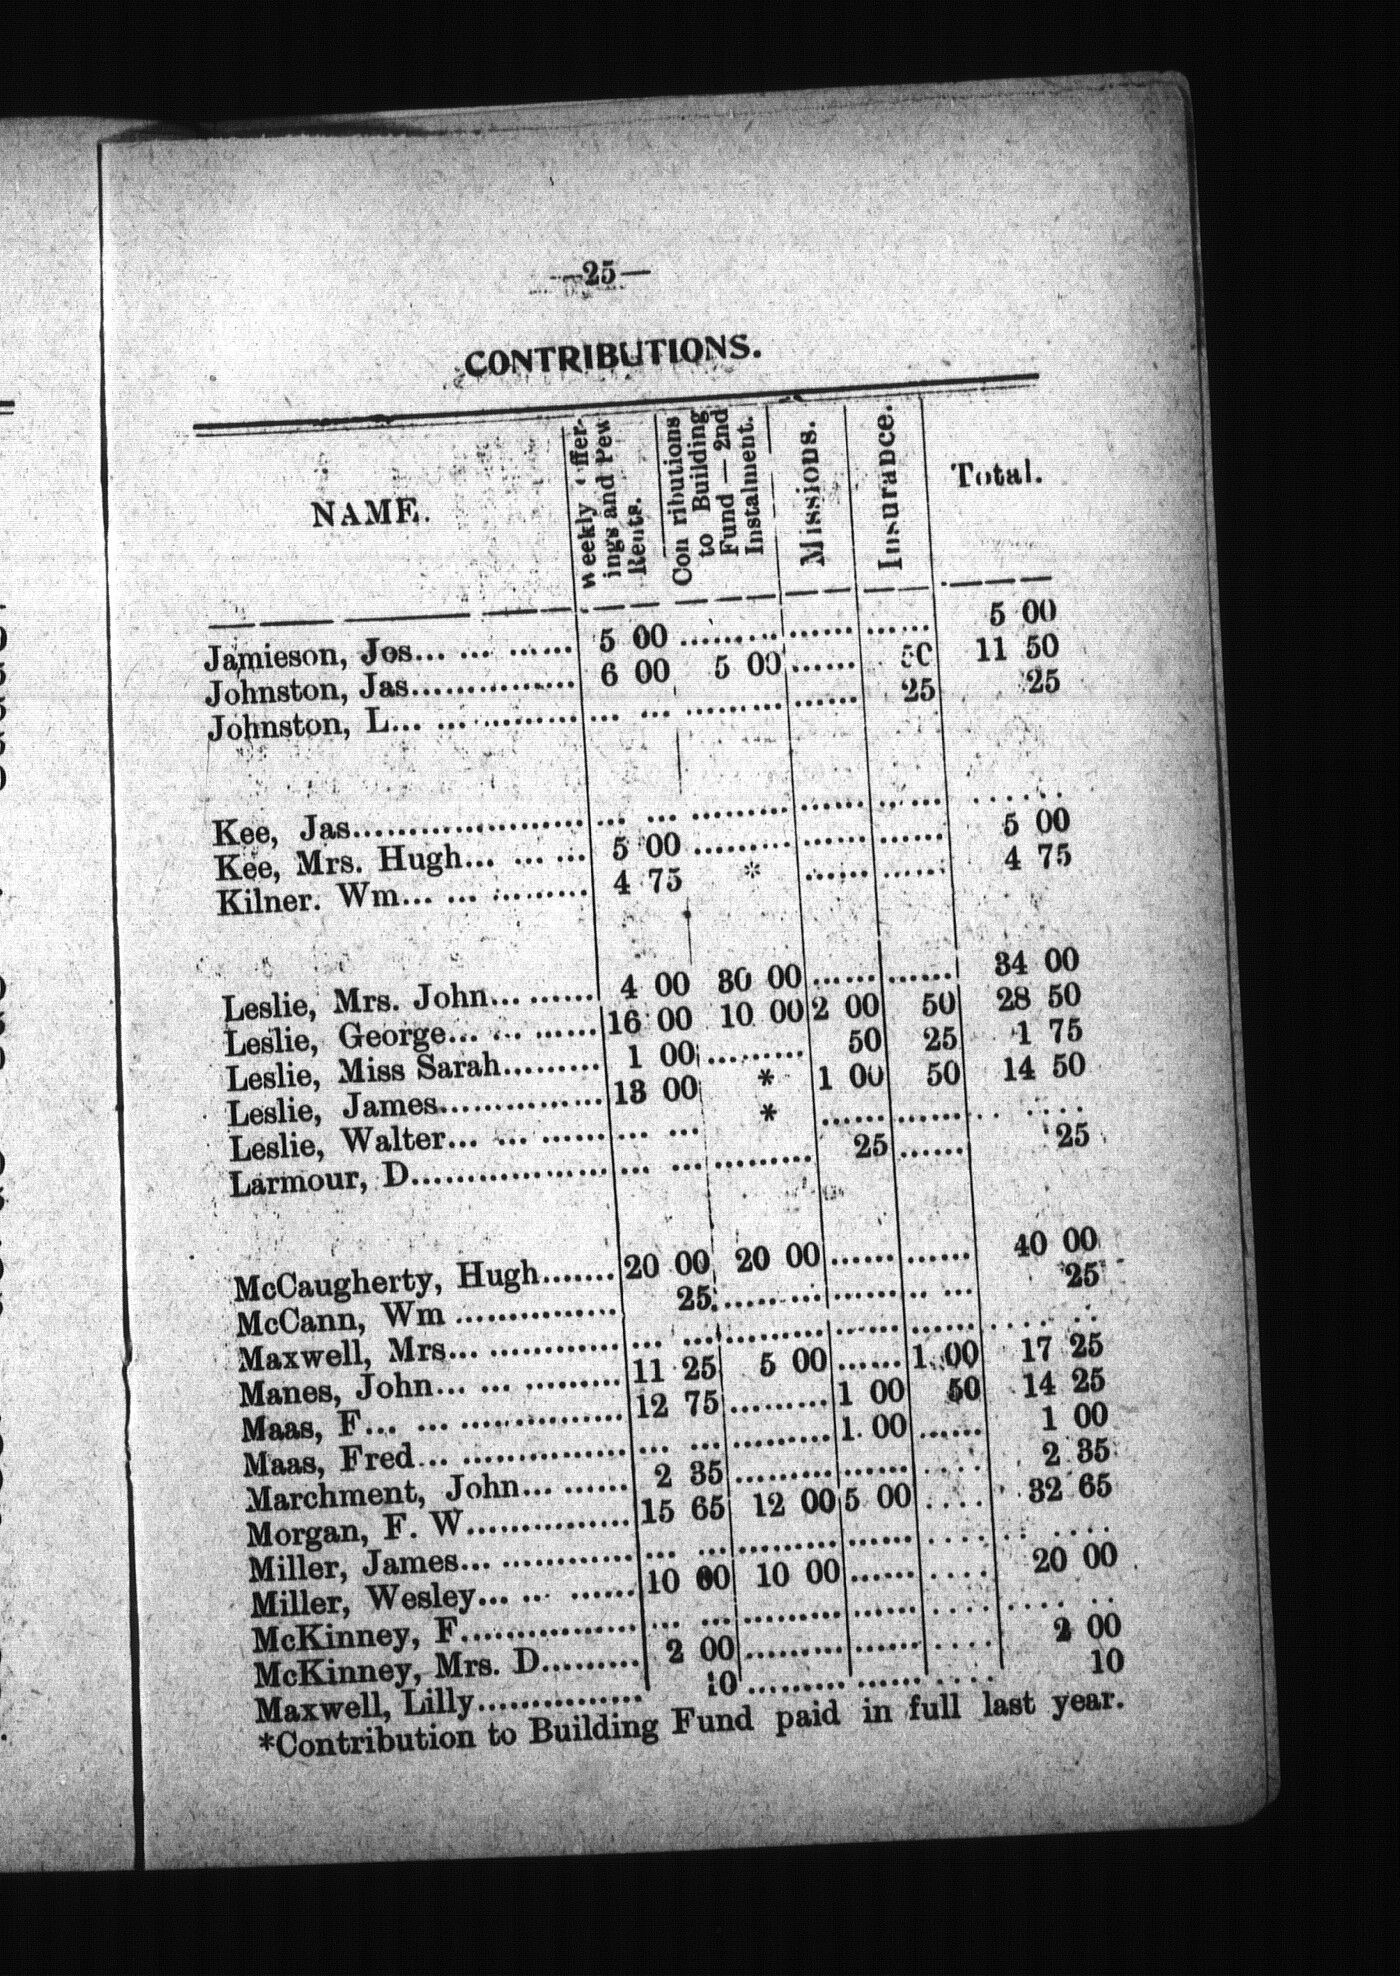 —25—
CONTRIBUTIONS.
NAME.
Weekly Offer-
ings and Pew
Rents.
Con ributions
to Building
Fund — 2nd
Instalment.
Missions.
Insurance.
Total.
Jamieson, Jos... ... ...... 5 00 ......... ...... ...... 5 00
Johnston, Jas............... 6 00 5 00 ...... 50 11 50
Johnston, L... ... ......... ... ... ......... ...... 25 25
Kee, Jas..................... ... ... ......... ...... ...... ......
Kee, Mrs. Hugh... ... ... 5 00 ......... ...... ...... 5 00
Kilner. Wm... ... ......... 4 75 * ...... ...... 4 75
Leslie, Mrs. John... ...... 4 00 30 00 ...... ...... 34 00
Leslie, George... ... ...... 16 00 10 00 2 00 50 28 50
Leslie, Miss Sarah......... 1 00 ......... 50 25 1 75
Leslie, James............... 13 00 * 1 00 50 14 50
Leslie, Walter... ... ...... ... ... * ...... ...... .. ....
Larmour, D.................. ... ... ......... 25 ...... 25
McCaugherty, Hugh....... 20 00 20 00 ...... ...... 40 00
McCann, Wm ............... 25 ......... ...... .. ... 25
Maxwell, Mrs... ............ ... ... ......... ...... ...... .... ..
Manes, John... ... ......... 11 25 5 00 ...... 1 00 17 25
Maas, F... ... ............... 12 75 ......... 1 00 50 14 25
Maas, Fred... ............... ... ... ......... 1 00 ...... 1 00
Marchment, John... ...... 2 35 ......... ...... .... 2 35
Morgan, F. W............... 15 65 12 00 5 00 .... 32 65
Miller, James... ............ ... ... ......... ...... .... .. ....
Miller, Wesley... ... ...... 10 00 10 00 ...... .... 20 00
McKinney, F................ ... ... ......... ...... .... .... ..
McKinney, Mrs. D......... 2 00 ......... ...... .... 2 00
Maxwell, Lilly............... 10 ......... ...... .... 10
*Contribution to Building Fund paid in full last year.